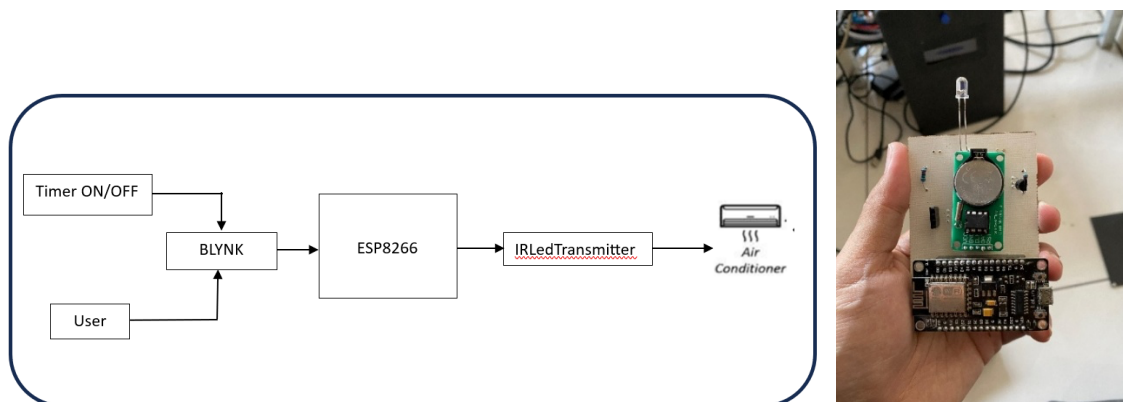 Timer ON/OFF
BLYNK
User
ESP8266
IRLedTransmitter
Air
Conditioner